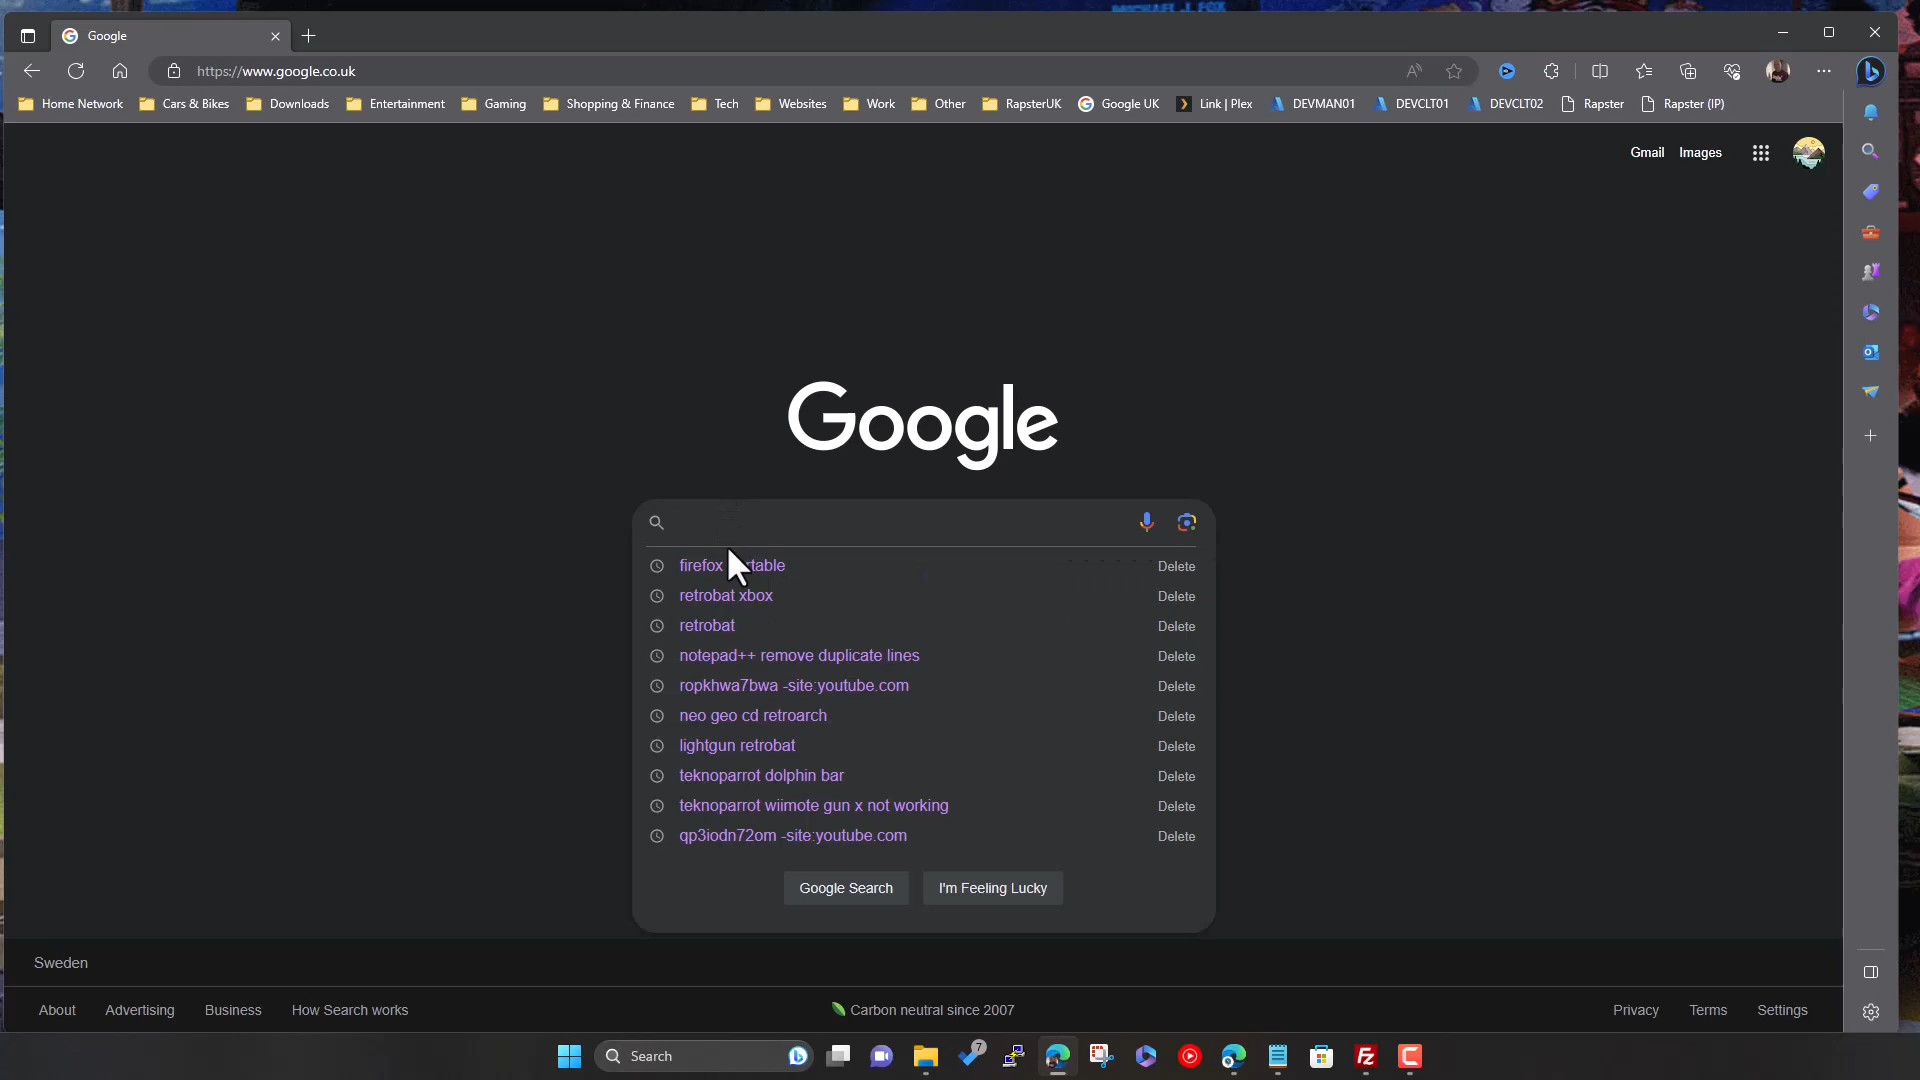 MICHAEL J. FOX
Google
https://www.google.co.uk
Home Network Cars & Bikes Downloads Entertainment Gaming Shopping & Finance Tech Websites Work Other RapsterUK Google UK Link | Plex DEVMAN01 DEVCLT01 DEVCLT02 Rapster Rapster (IP)
Gmail Images
Google
firefox table Delete
retrobat xbox Delete
retrobat Delete
notepad++ remove duplicate lines Delete
ropkhwa7bwa -site:youtube.com Delete
neo geo cd retroarch Delete
lightgun retrobat Delete
teknoparrot dolphin bar Delete
teknoparrot wiimote gun x not working Delete
qp3iodn72om -site:youtube.com Delete
Google Search I'm Feeling Lucky
Sweden
About Advertising Business How Search works Carbon neutral since 2007 Privacy Terms Settings
Search 7 Fz